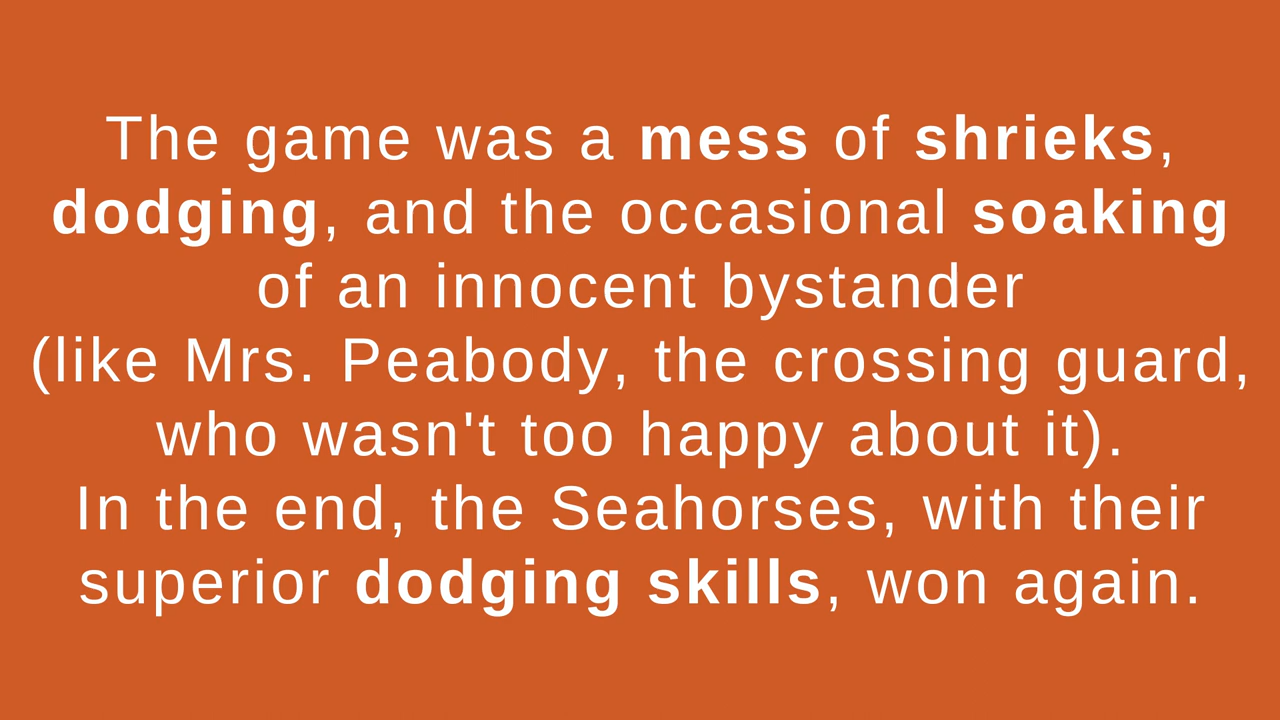 The game was a mess of shrieks,
dodging, and the occasional soaking
of an innocent bystander
(like Mrs. Peabody, the crossing guard,
who wasn't too happy about it).
In the end, the Seahorses, with their
superior dodging skills, won again.